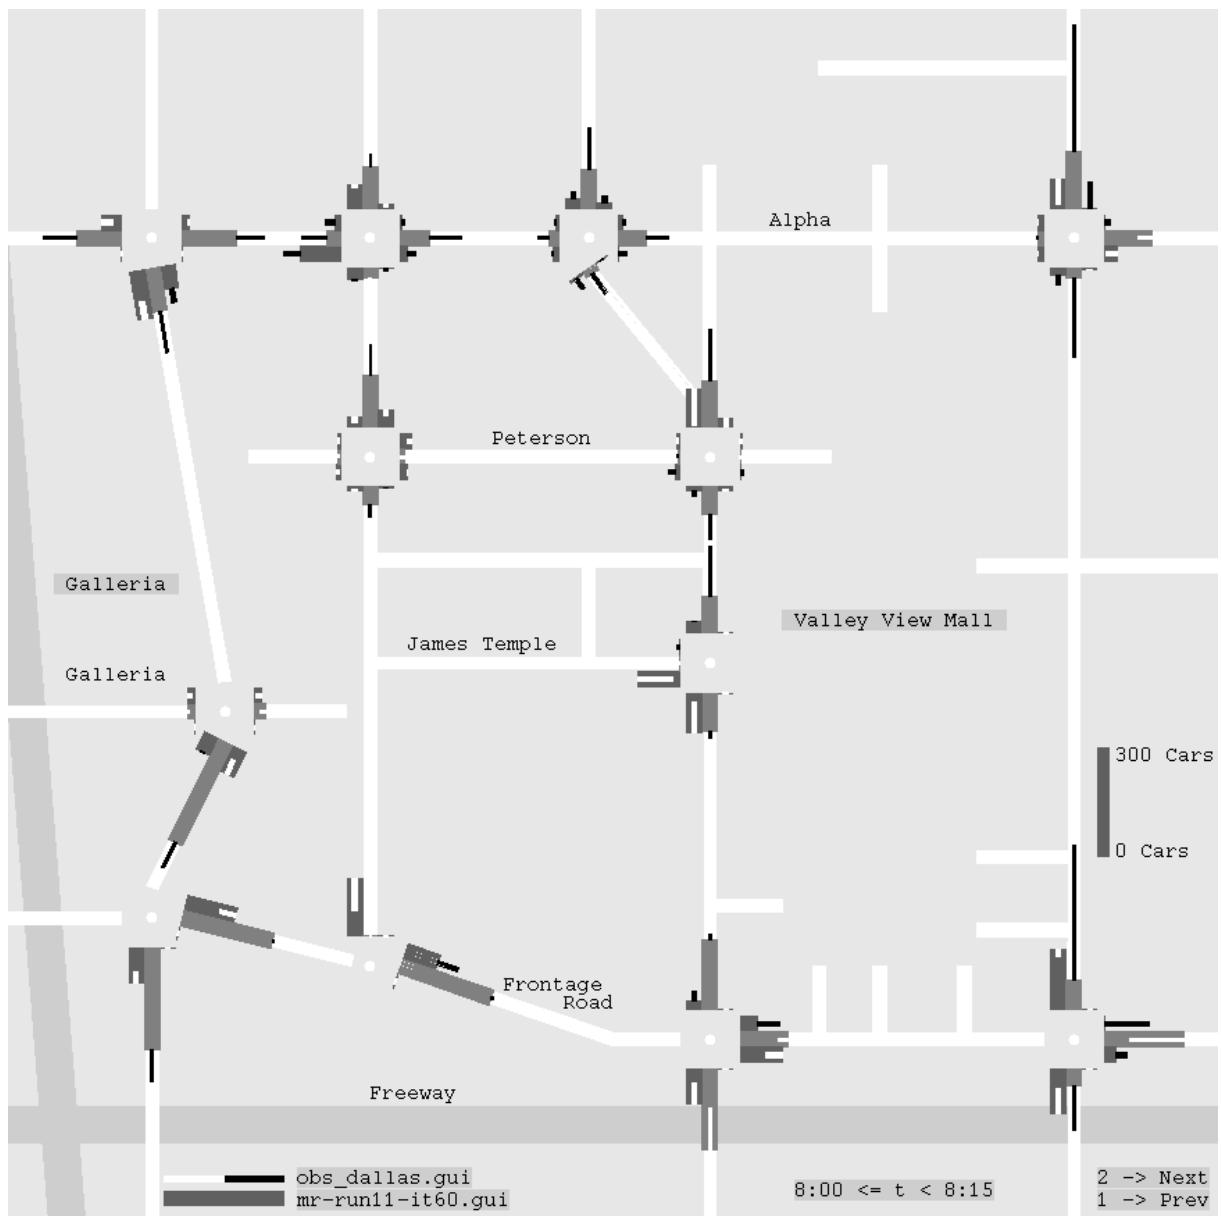 Alpha
Peterson
Galleria
Valley View Mall
James Temple
Galleria
300 Cars
0 Cars
Frontage
Road
Freeway
obs_dallas.gui
mr-run11-it60.gui
8:00 <= t < 8:15
2 -> Next
1 -> Prev